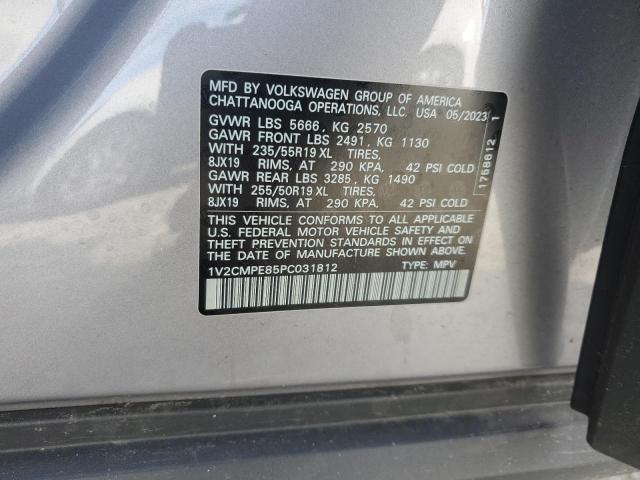 MFD BY VOLKSWAGEN GROUP OF AMERICA
CHATTANOOGA OPERATIONS, LLC. USA 05/2023
GVWR LBS 5666, KG 2570
GAWR FRONT LBS 2491, KG 1130
WITH 235/55R19 XL TIRES,
8JX19 RIMS, AT 290 KPA, 42 PSI COLD
GAWR REAR LBS 3285, KG 1490
WITH 255/50R19 XL TIRES,
8JX19 RIMS, AT 290 KPA, 42 PSI COLD
THIS VEHICLE CONFORMS TO ALL APPLICABLE
U.S. FEDERAL MOTOR VEHICLE SAFETY AND
THEFT PREVENTION STANDARDS IN EFFECT ON
THE DATE OF MANUFACTURE SHOWN ABOVE.
1V2CMPE85PC031812 TYPE: MPV
1758612 1